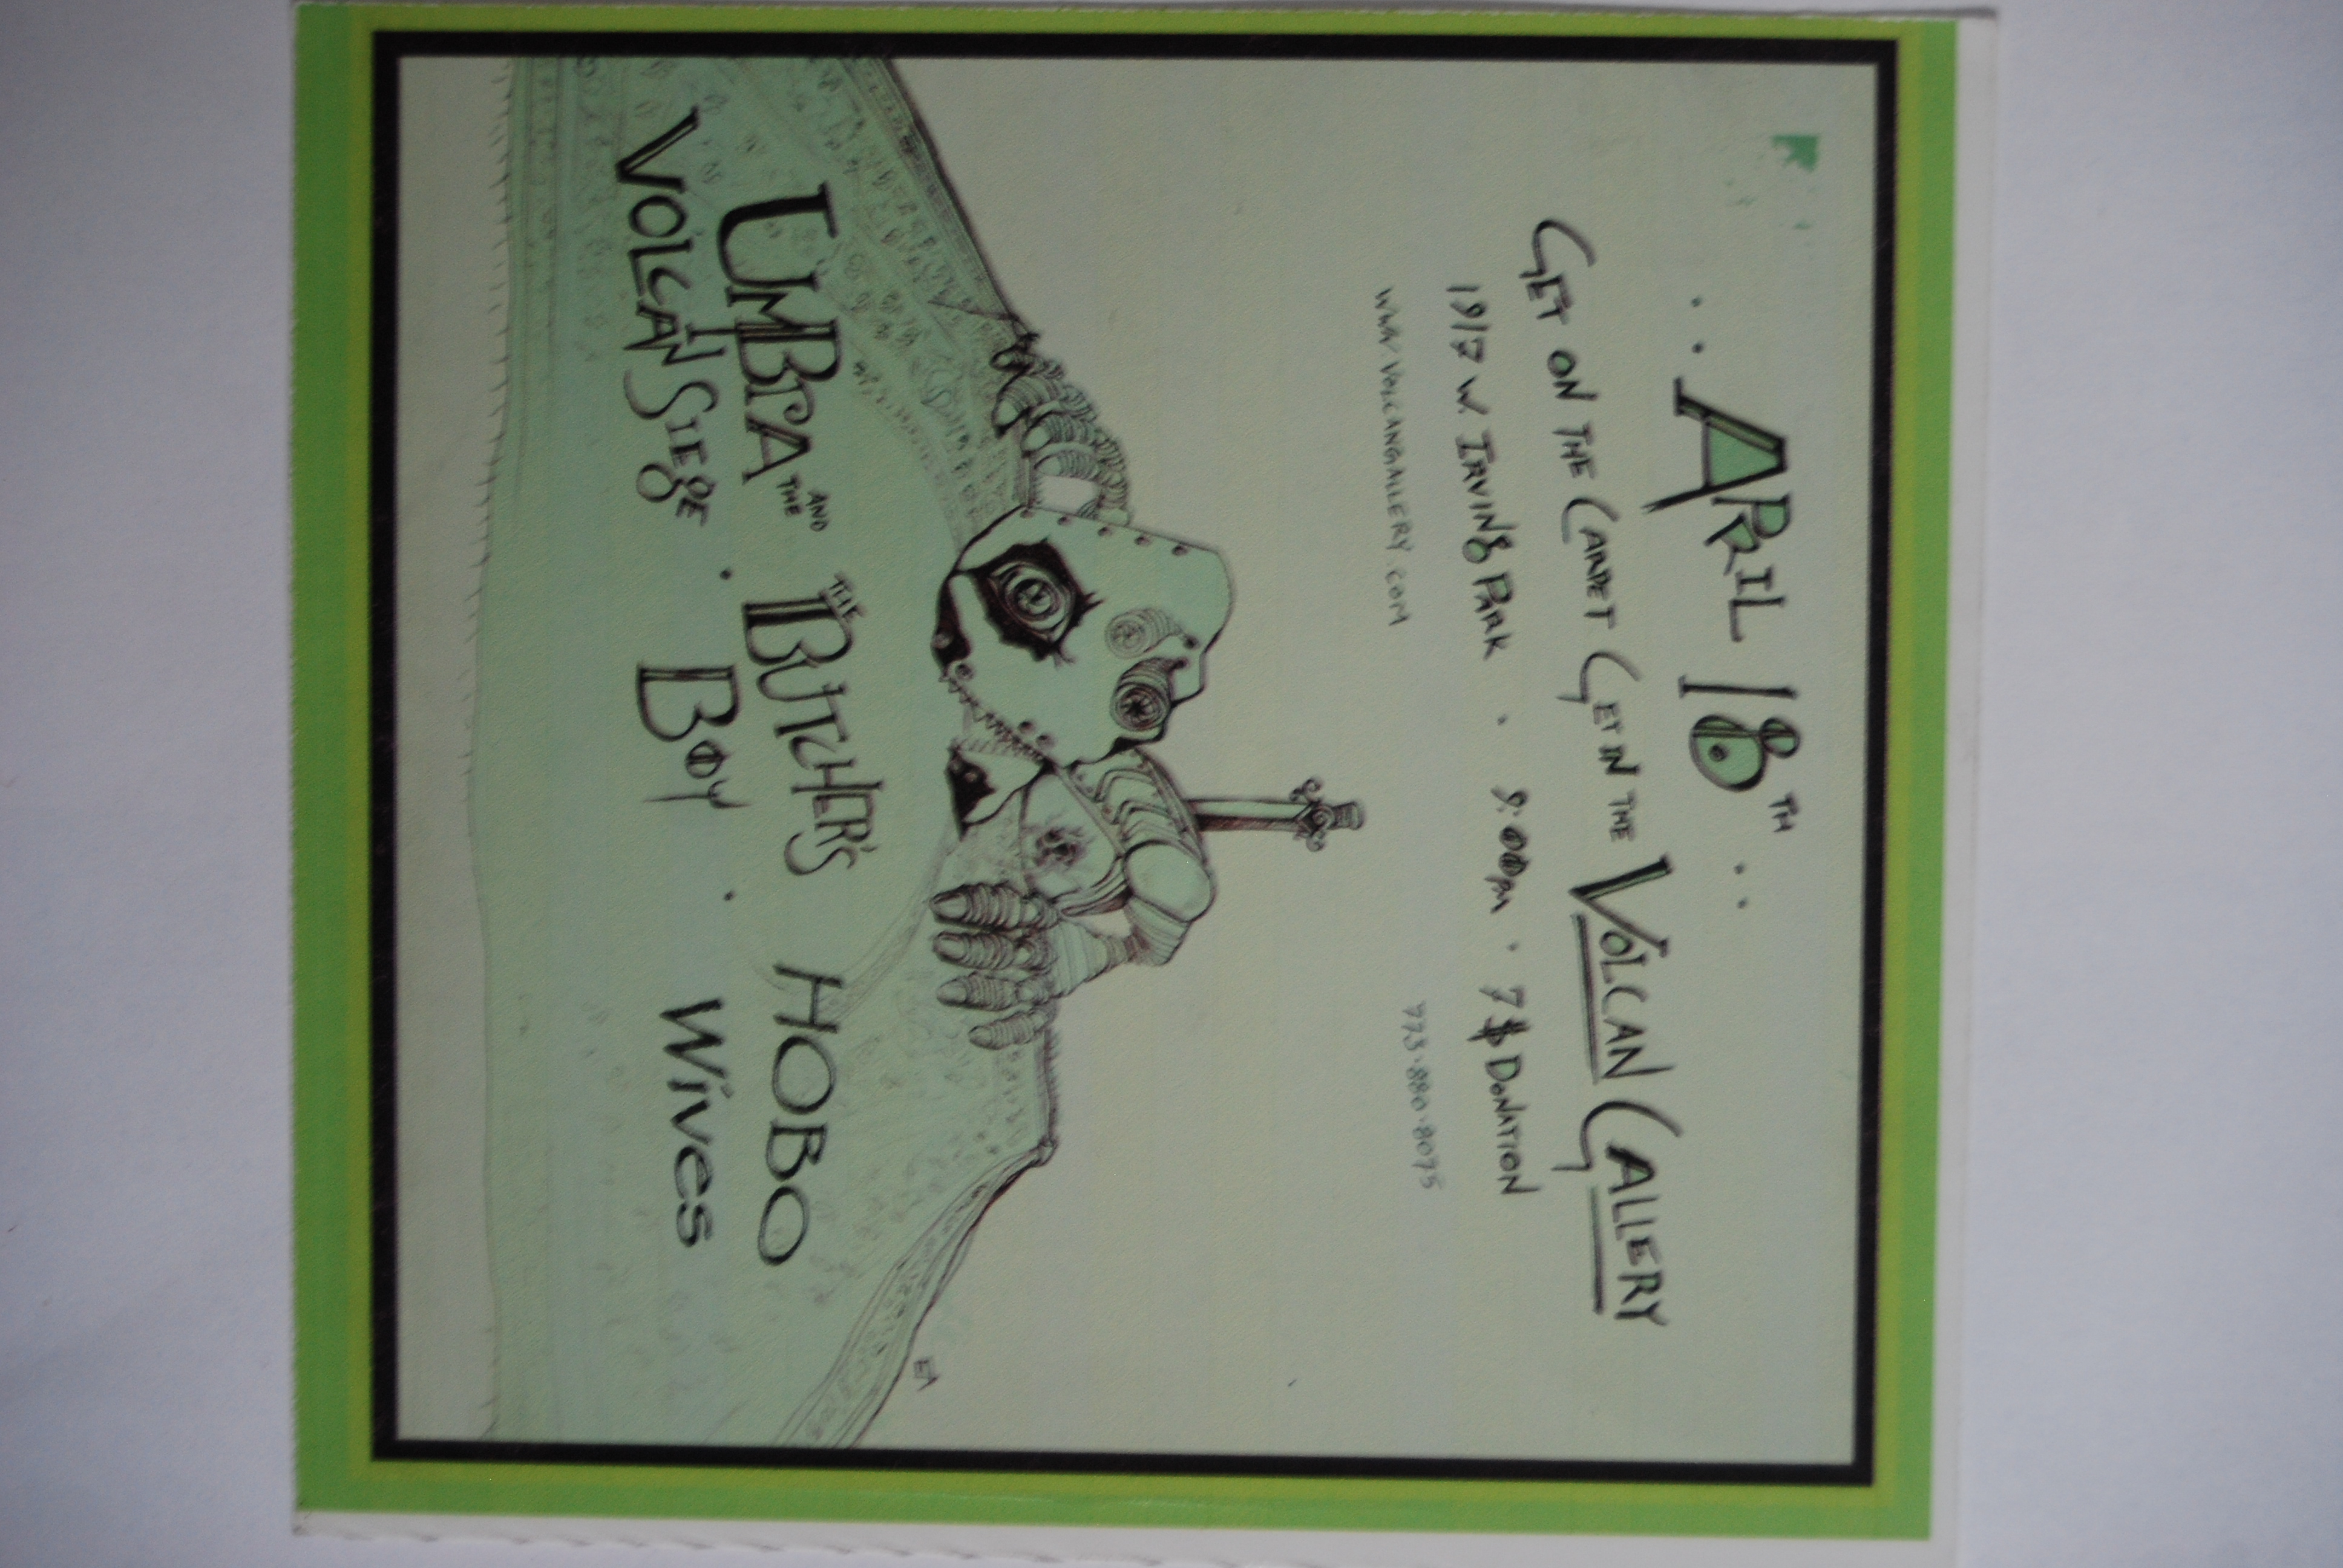 .. APRIL 18TH ..
GET ON THE CARPET GET IN THE VOLCAN GALLERY
1917 W. IRVING PARK . 8:00PM . 7$ DONATION
WWW.VOLCANGALLERY.COM 773.880.8075
UMBRA AND THE VOLCAN SIEGE . THE BUTCHER'S BOY . HOBO WIVES